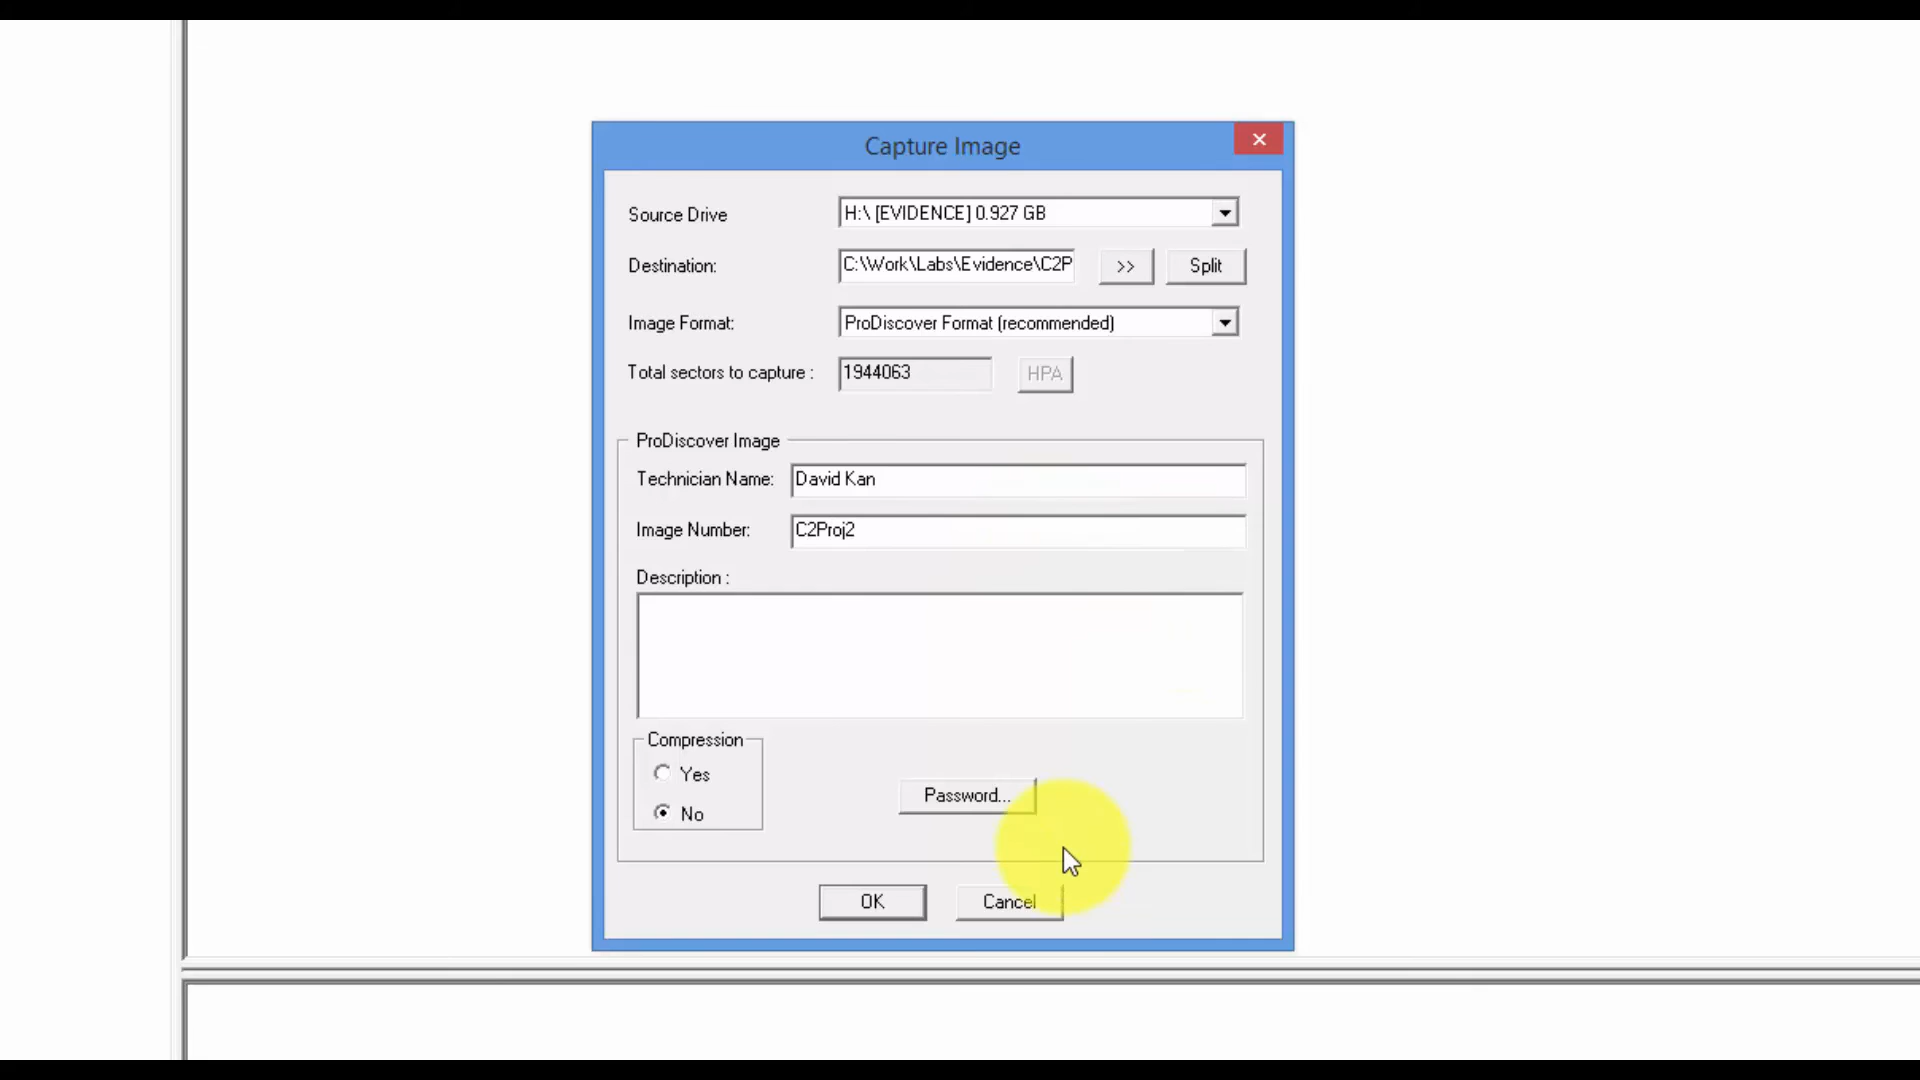 Capture Image
Source Drive
H:\ [EVIDENCE] 0.927 GB
Destination:
C:\Work\Labs\Evidence\C2P
>>
Split
Image Format:
ProDiscover Format (recommended)
Total sectors to capture :
1944063
HPA
ProDiscover Image
Technician Name:
David Kan
Image Number:
C2Proj2
Description :
Compression
Yes
No
Password...
OK
Cancel